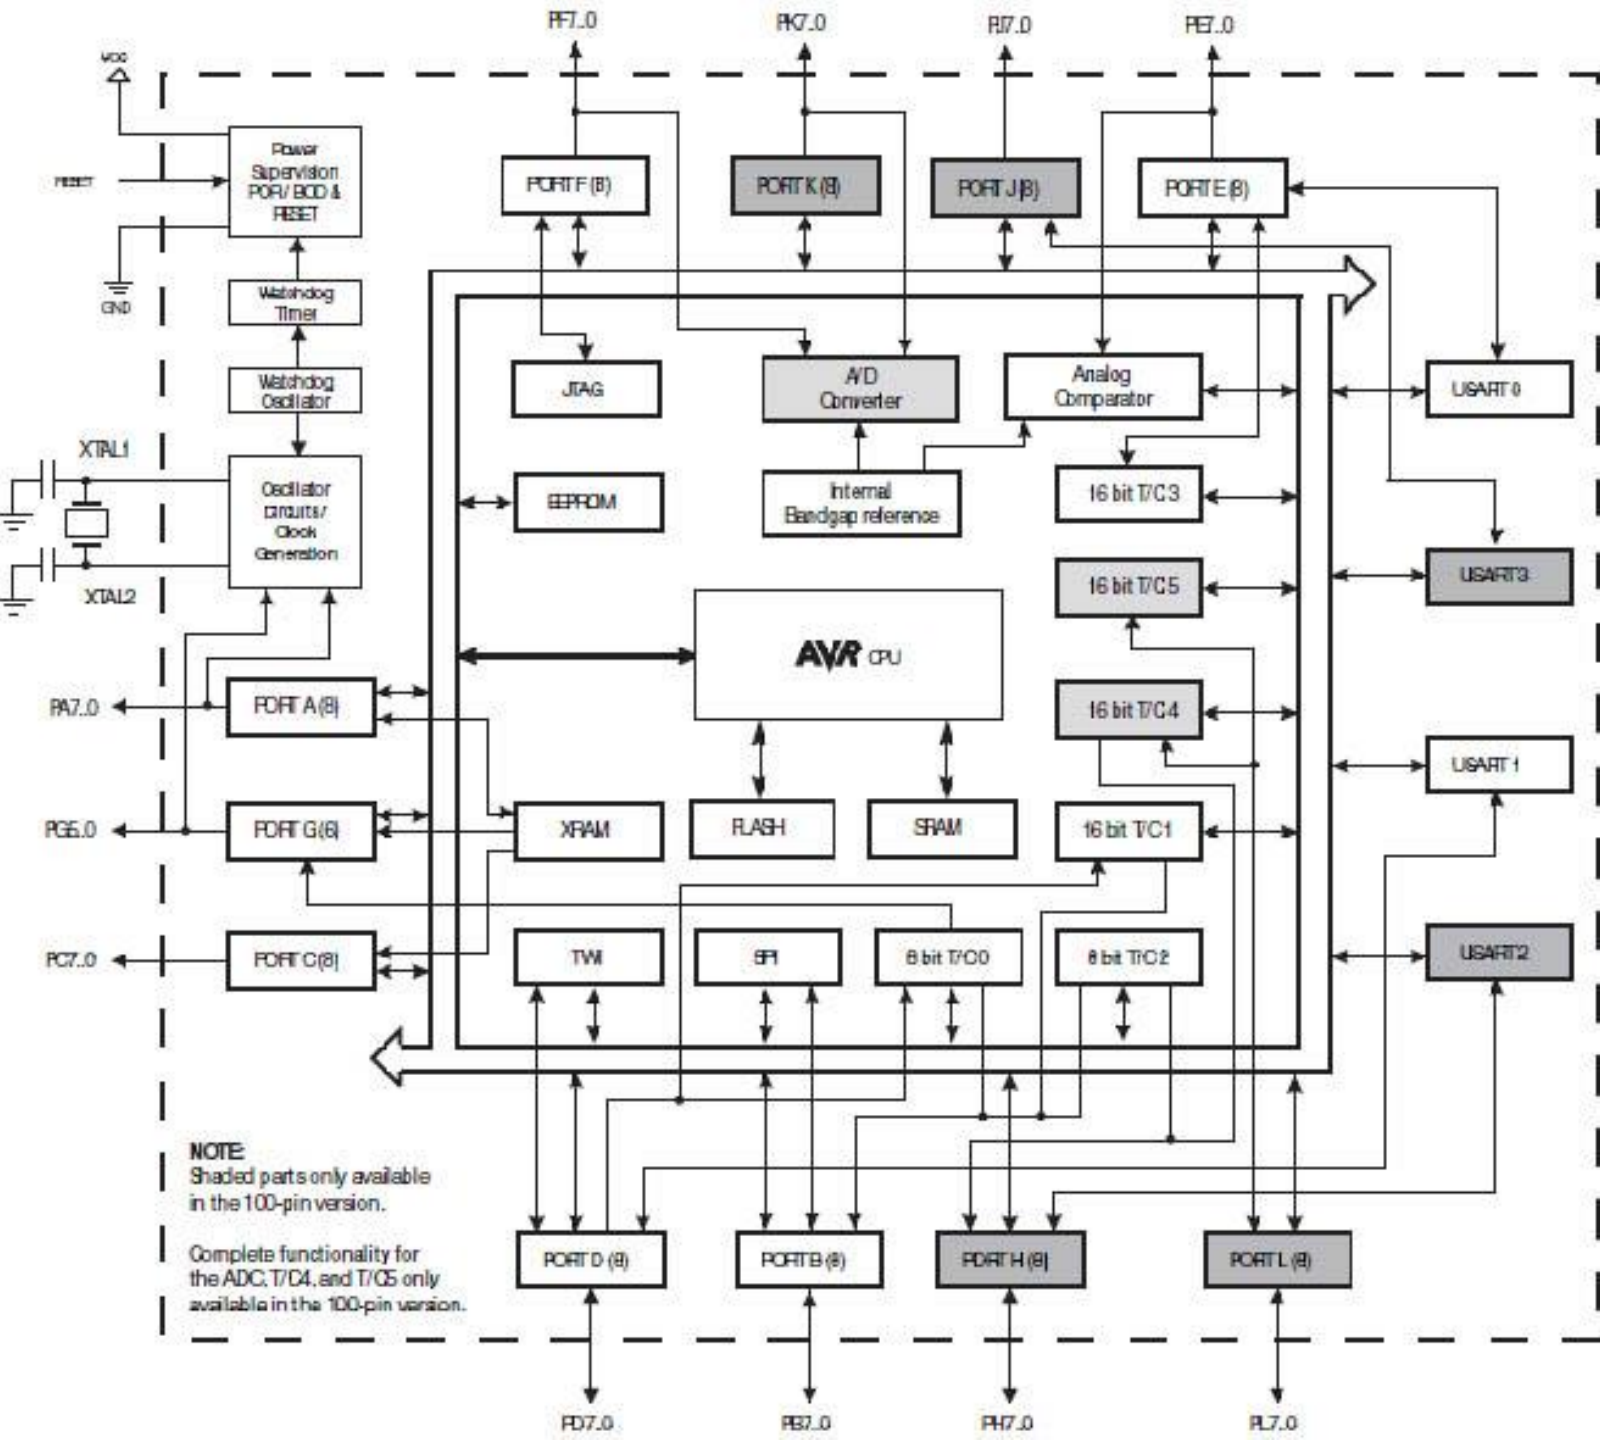 PF7..0
PK7..0
PJ7..0
PE7..0
VCC
Power
Supervision
POR/ BOD &
RESET
RESET
PORT F (8)
PORT K (8)
PORT J(8)
PORT E (8)
GND
Watchdog
Timer
Watchdog
Oscillator
JTAG
A/D
Converter
Analog
Comparator
USART 0
XTAL1
Oscillator
Circuits/
Clock
Generation
XTAL2
EEPROM
Internal
Bandgap reference
16 bit T/C 3
16 bit T/C 5
USART 3
AVR CPU
PA7..0
PORT A (8)
16 bit T/C 4
USART 1
PG5..0
PORT G (6)
XRAM
FLASH
SRAM
16 bit T/C 1
PC7..0
PORT C (8)
TWI
SPI
8 bit T/C 0
8 bit T/C 2
USART 2
NOTE:
Shaded parts only available
in the 100-pin version.
Complete functionality for
the ADC, T/C4, and T/C5 only
available in the 100-pin version.
PORT D (8)
PORT B (8)
PORT H (8)
PORT L (8)
PD7..0
PB7..0
PH7..0
PL7..0